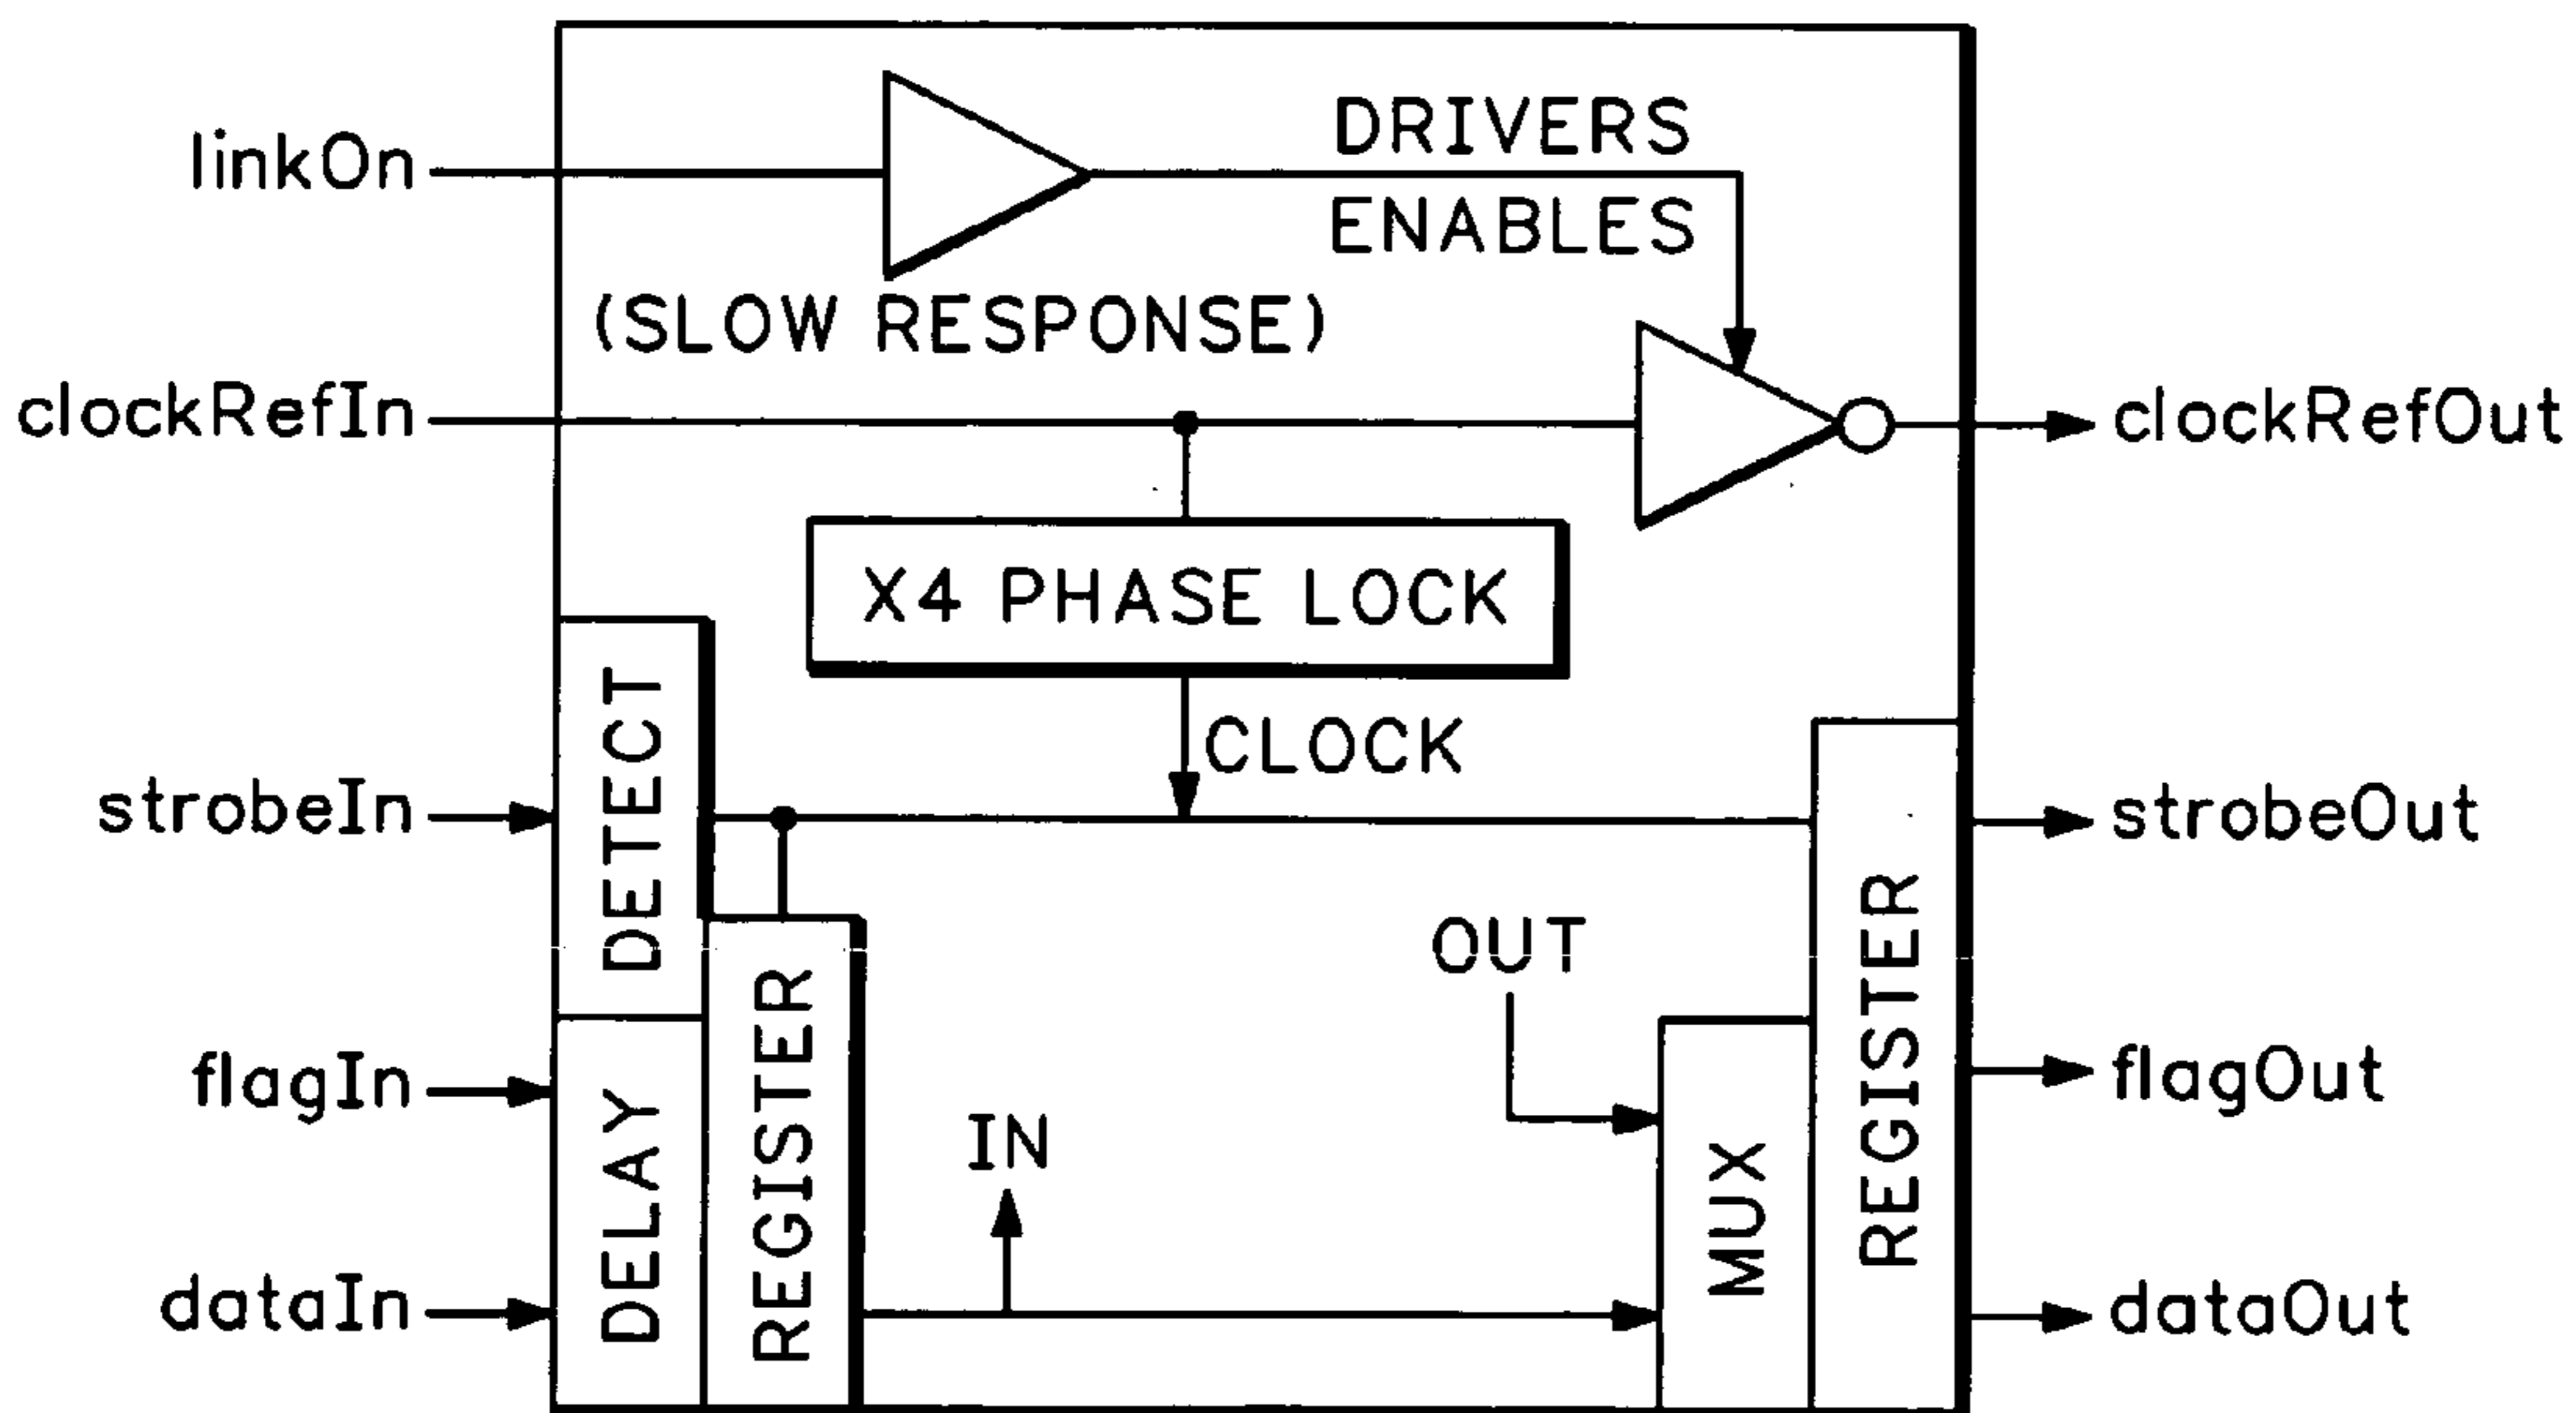 linkOn
DRIVERS
ENABLES
(SLOW RESPONSE)
clockRefIn
clockRefOut
X4 PHASE LOCK
CLOCK
DETECT
strobeIn
strobeOut
REGISTER
OUT
flagIn
flagOut
DELAY
REGISTER
IN
MUX
dataIn
dataOut